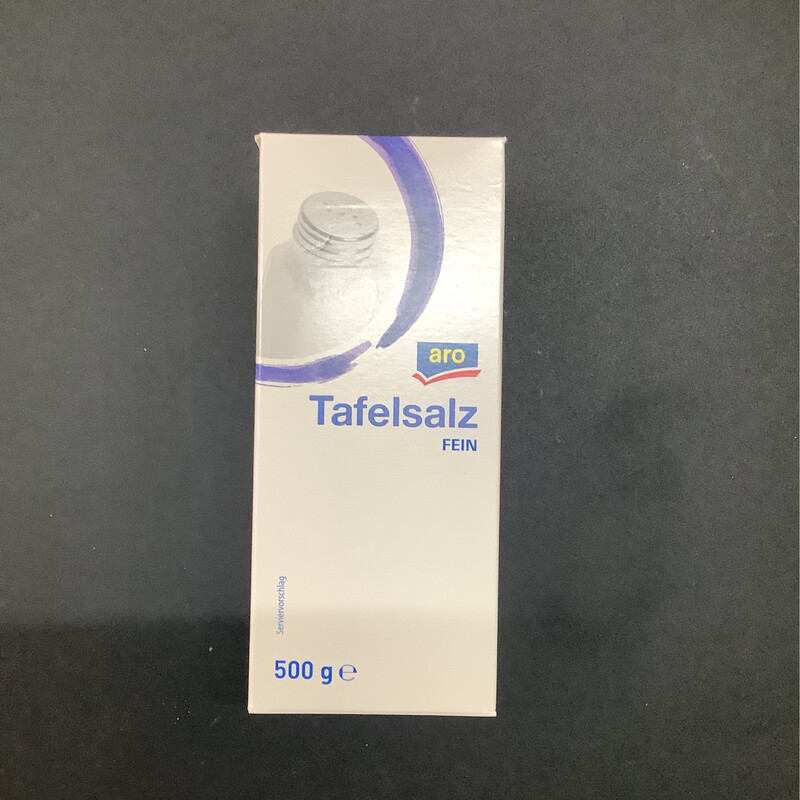 aro
Tafelsalz
FEIN
Serviervorschlag
500 g ℮